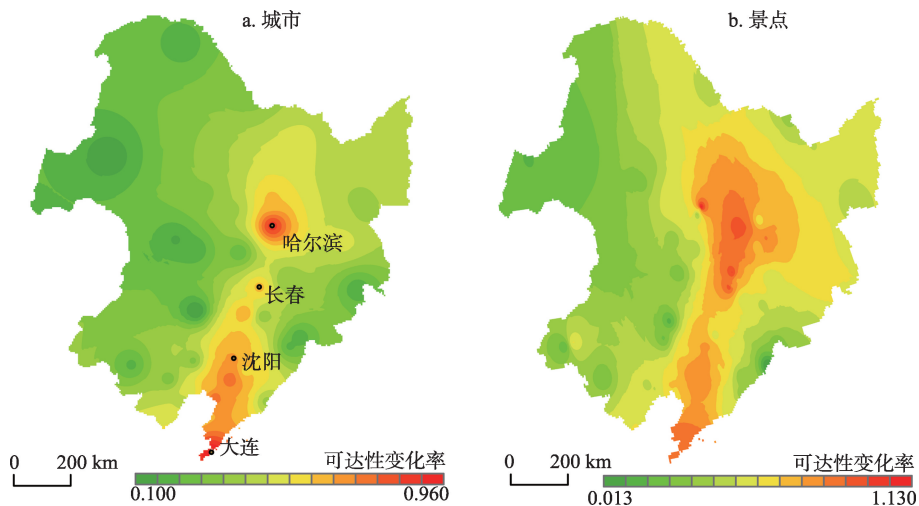 a. 城市
哈尔滨
长春
沈阳
大连
0 200 km
可达性变化率
0.100 0.960
b. 景点
0 200 km
可达性变化率
0.013 1.130